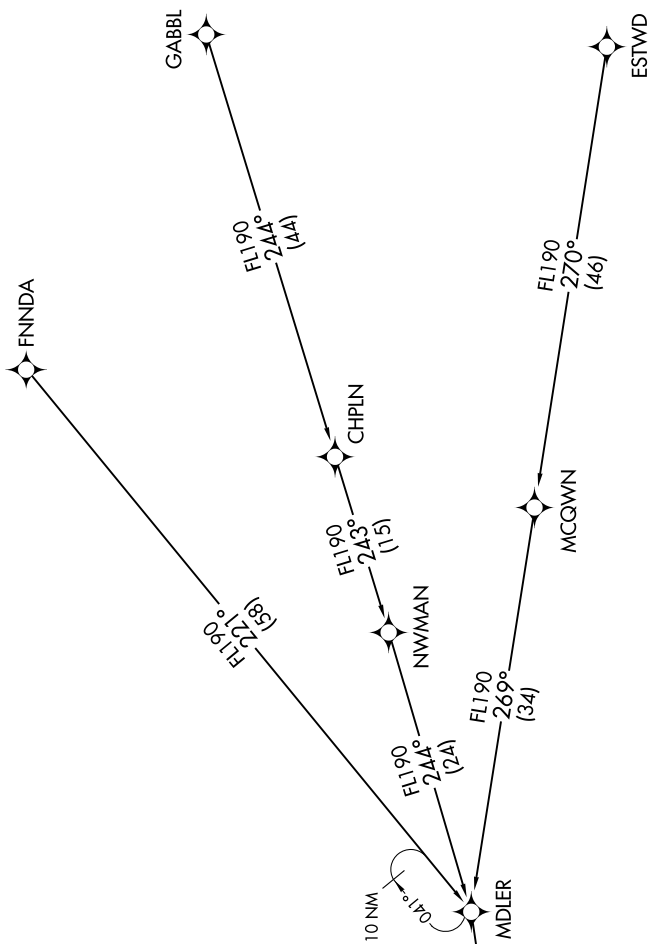 GABBL
ESTWD
FL190
244°
(44)
FL190
270°
(46)
FNNDA
CHPLN
FL190
243°
(15)
MCQWN
FL190
221°
(58)
NWMAN
FL190
269°
(34)
FL190
244°
(24)
10 NM
041°
MDLER